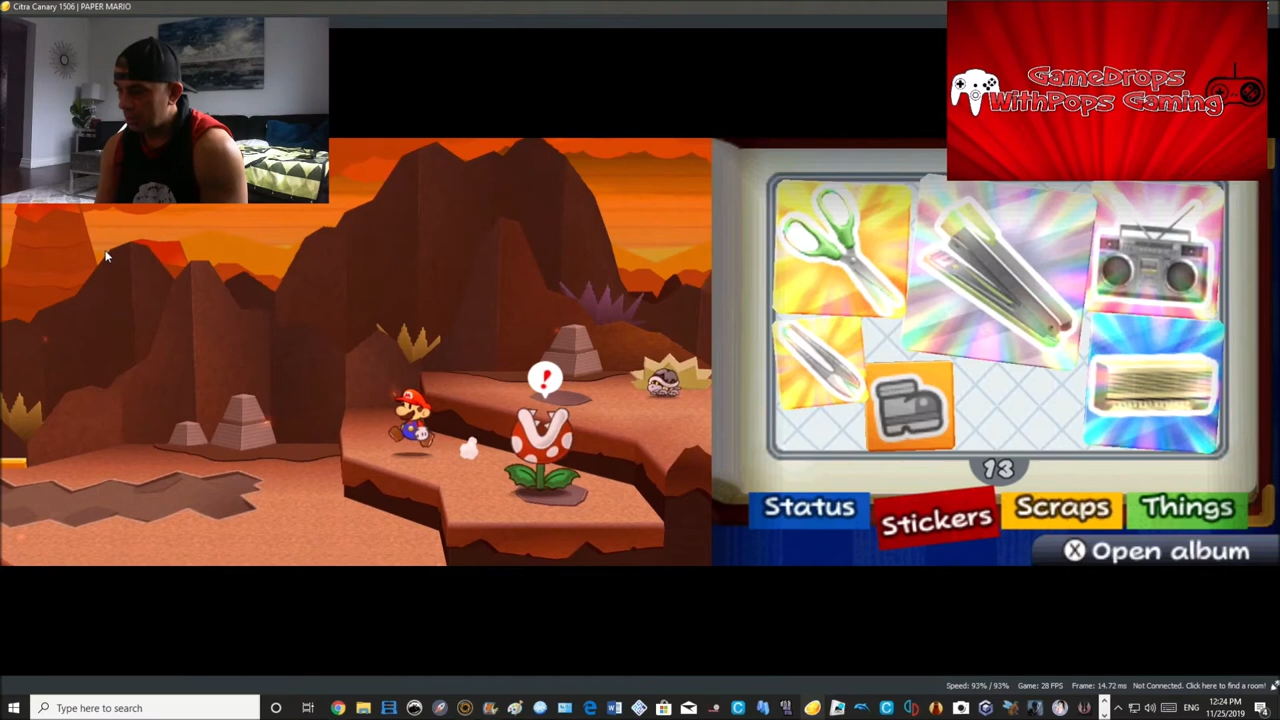 Citra Canary 1506 | PAPER MARIO
GameDrops
WithPops Gaming
!
13
Status
Stickers
Scraps
Things
X Open album
Speed: 93% / 93% Game: 28 FPS Frame: 14.72 ms Not Connected. Click here to find a room!
Type here to search
ENG
12:24 PM
11/25/2019
4